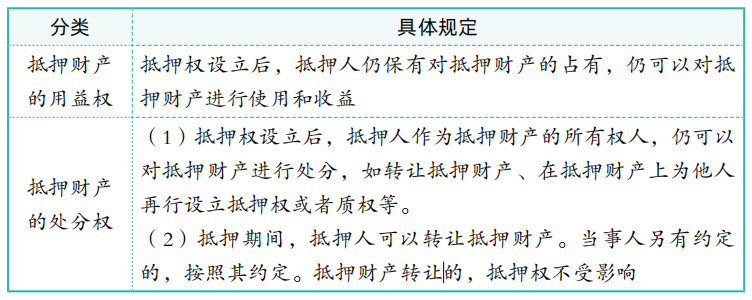 分类
具体规定
抵押财产
的用益权
抵押权设立后，抵押人仍保有对抵押财产的占有，仍可以对抵
押财产进行使用和收益
抵押财产
的处分权
（1）抵押权设立后，抵押人作为抵押财产的所有权人，仍可以
对抵押财产进行处分，如转让抵押财产、在抵押财产上为他人
再行设立抵押权或者质权等。
（2）抵押期间，抵押人可以转让抵押财产。当事人另有约定
的，按照其约定。抵押财产转让的，抵押权不受影响